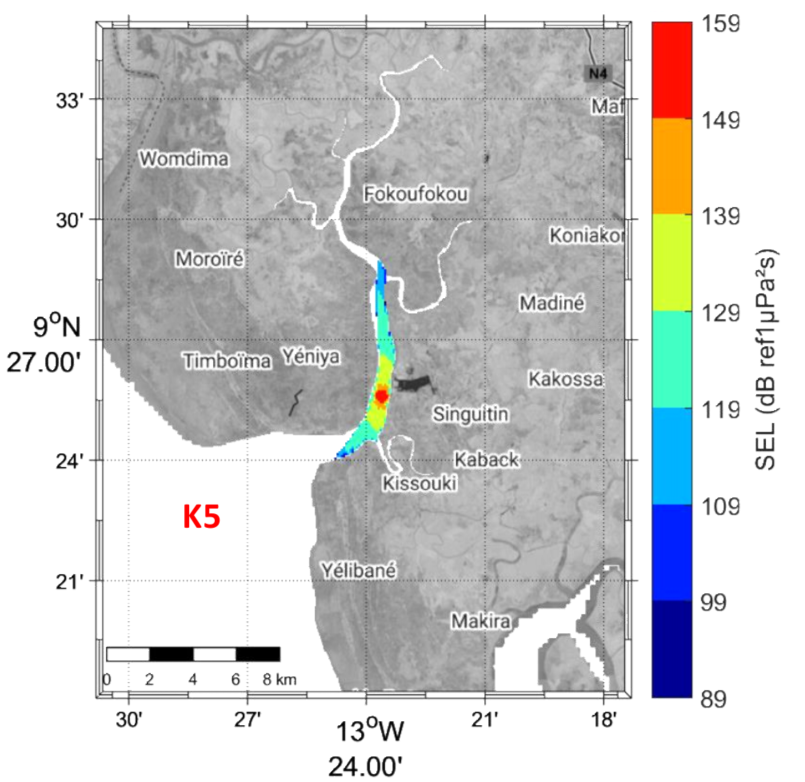 159
N4
33'
Maf
149
Womdima
Fokoufokou
139
30'
Koniakor
Moroïré
129
Madiné
9°N
27.00'
Timboïma
Yéniya
Kakossa
119
Singuitin
24'
Kaback
Kissouki
109
K5
Yélibané
21'
99
Makira
0 2 4 6 8 km
89
30'
27'
13°W
24.00'
21'
18'
SEL (dB ref1µPa²s)